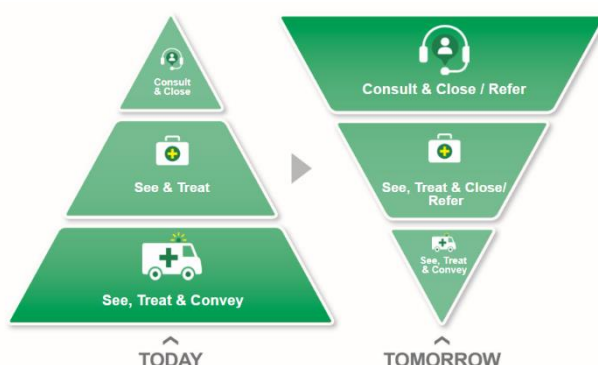 Consult
& Close
See & Treat
See, Treat & Convey
TODAY
Consult & Close / Refer
See, Treat & Close/
Refer
See, Treat
& Convey
TOMORROW